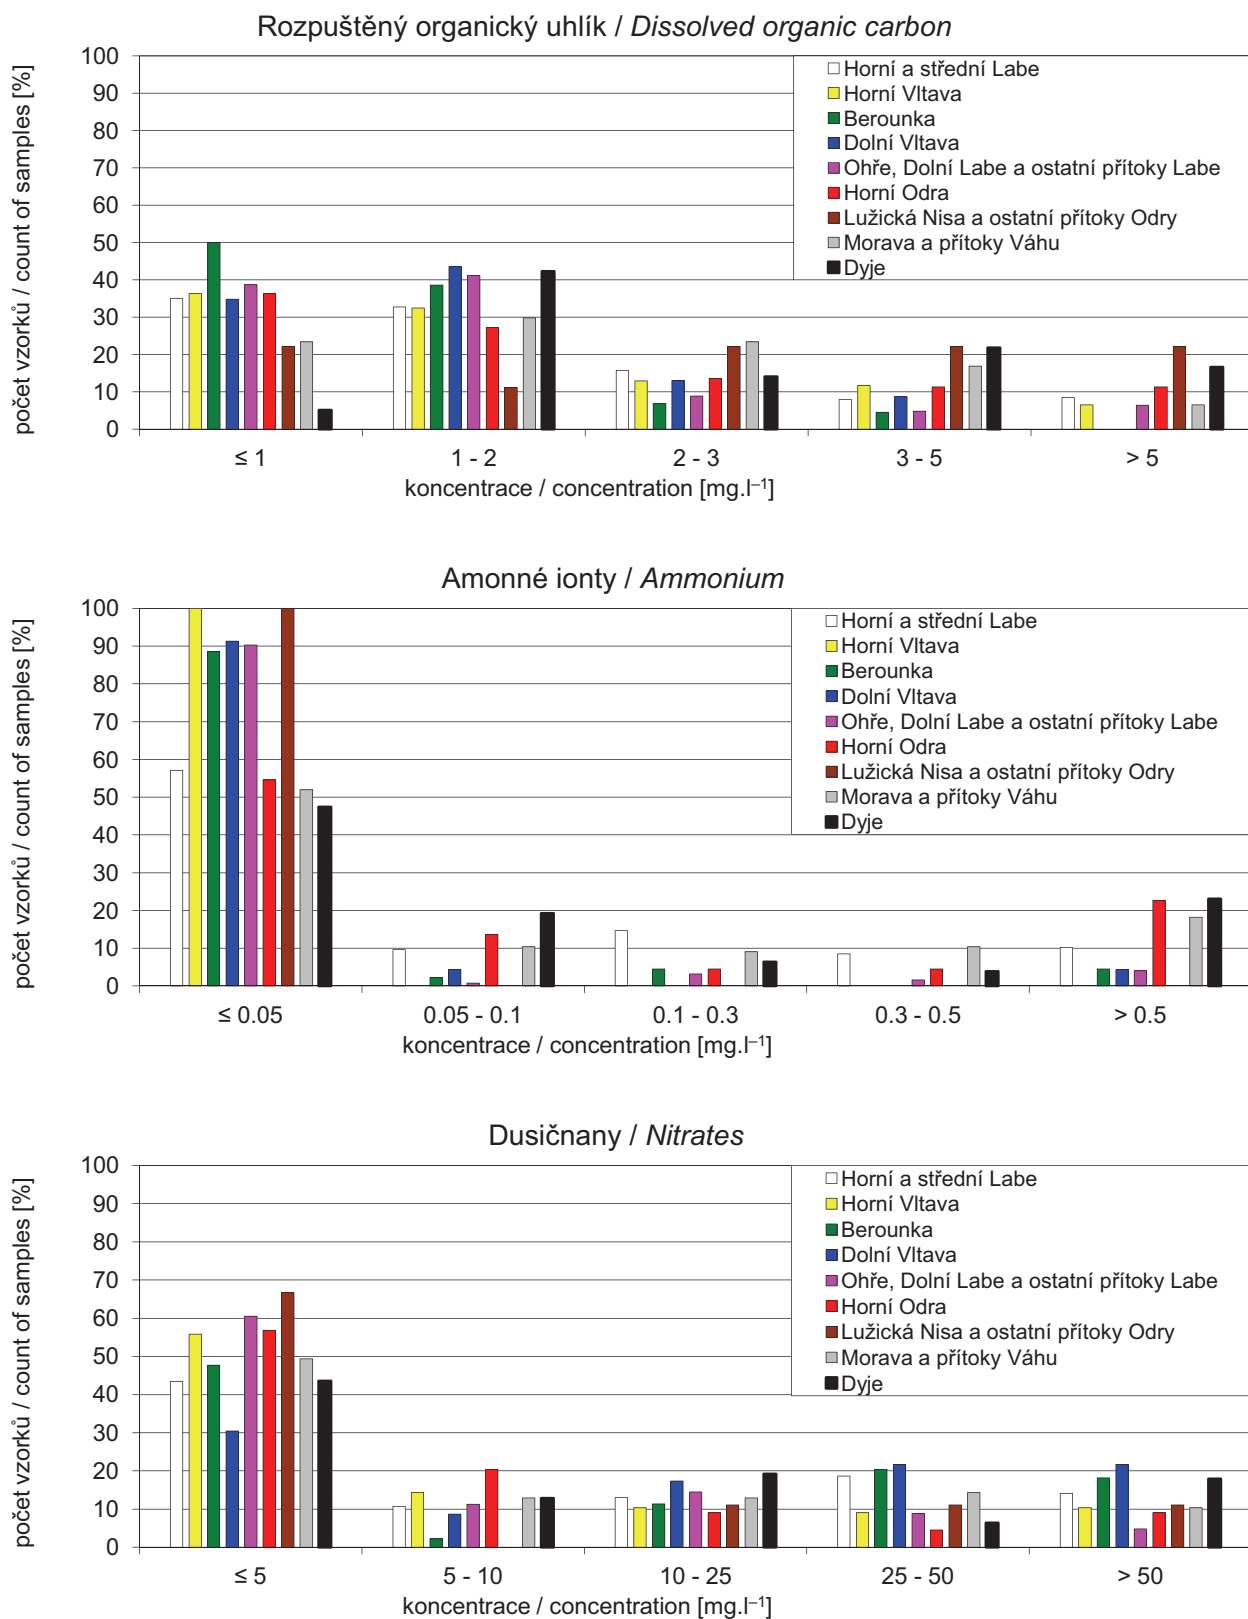 Rozpuštěný organický uhlík / Dissolved organic carbon
počet vzorků / count of samples [%]
100
90
80
70
60
50
40
30
20
10
0
Horní a střední Labe
Horní Vltava
Berounka
Dolní Vltava
Ohře, Dolní Labe a ostatní přítoky Labe
Horní Odra
Lužická Nisa a ostatní přítoky Odry
Morava a přítoky Váhu
Dyje
≤ 1 1 - 2 2 - 3 3 - 5 > 5
koncentrace / concentration [mg.l⁻¹]
Amonné ionty / Ammonium
počet vzorků / count of samples [%]
100
90
80
70
60
50
40
30
20
10
0
Horní a střední Labe
Horní Vltava
Berounka
Dolní Vltava
Ohře, Dolní Labe a ostatní přítoky Labe
Horní Odra
Lužická Nisa a ostatní přítoky Odry
Morava a přítoky Váhu
Dyje
≤ 0.05 0.05 - 0.1 0.1 - 0.3 0.3 - 0.5 > 0.5
koncentrace / concentration [mg.l⁻¹]
Dusičnany / Nitrates
počet vzorků / count of samples [%]
100
90
80
70
60
50
40
30
20
10
0
Horní a střední Labe
Horní Vltava
Berounka
Dolní Vltava
Ohře, Dolní Labe a ostatní přítoky Labe
Horní Odra
Lužická Nisa a ostatní přítoky Odry
Morava a přítoky Váhu
Dyje
≤ 5 5 - 10 10 - 25 25 - 50 > 50
koncentrace / concentration [mg.l⁻¹]